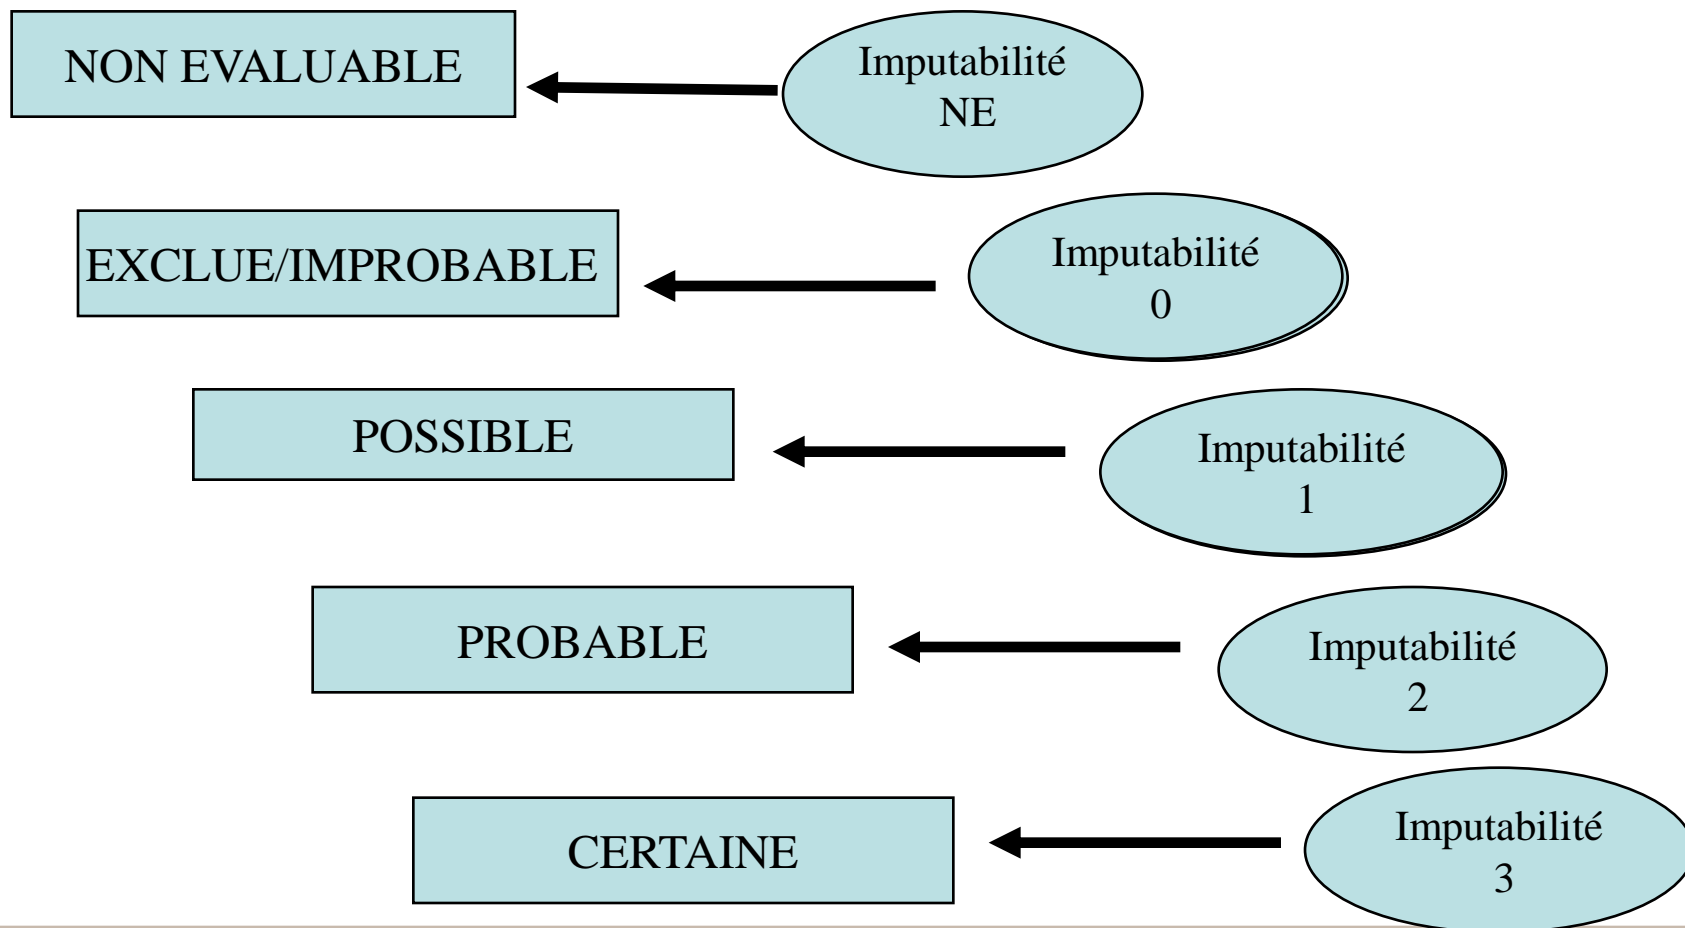 NON EVALUABLE
Imputabilité
NE
EXCLUE/IMPROBABLE
Imputabilité
0
POSSIBLE
Imputabilité
1
PROBABLE
Imputabilité
2
CERTAINE
Imputabilité
3